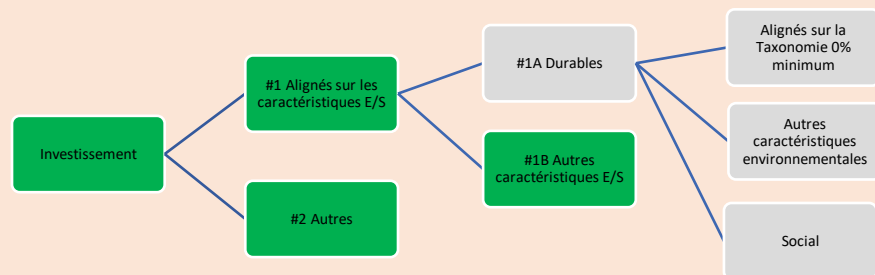 Investissement
#1 Alignés sur les
caractéristiques E/S
#2 Autres
#1A Durables
#1B Autres
caractéristiques E/S
Alignés sur la
Taxonomie 0%
minimum
Autres
caractéristiques
environnementales
Social